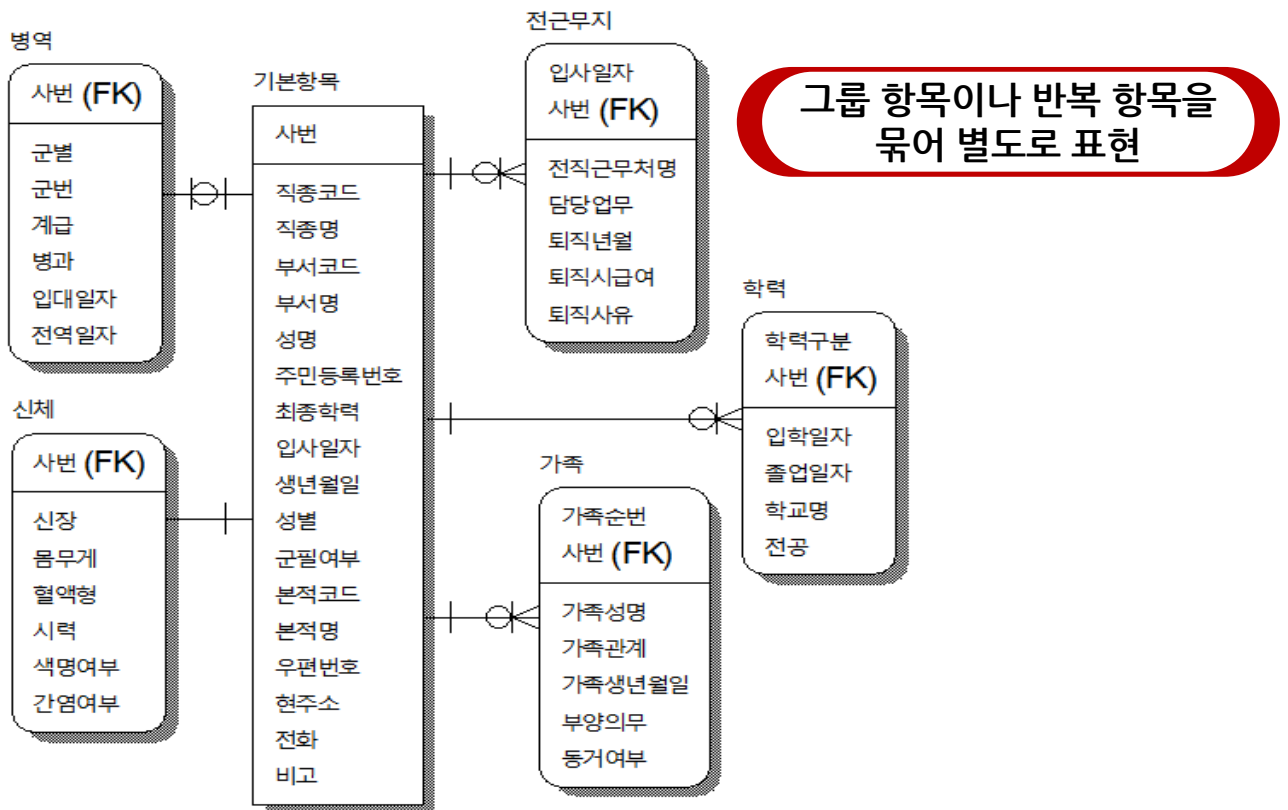 병역
사번 (FK)
군별
군번
계급
병과
입대일자
전역일자
신체
사번 (FK)
신장
몸무게
혈액형
시력
색명여부
간염여부
기본항목
사번
직종코드
직종명
부서코드
부서명
성명
주민등록번호
최종학력
입사일자
생년월일
성별
군필여부
본적코드
본적명
우편번호
현주소
전화
비고
전근무지
입사일자
사번 (FK)
전직근무처명
담당업무
퇴직년월
퇴직시급여
퇴직사유
그룹 항목이나 반복 항목을
묶어 별도로 표현
학력
학력구분
사번 (FK)
입학일자
졸업일자
학교명
전공
가족
가족순번
사번 (FK)
가족성명
가족관계
가족생년월일
부양의무
동거여부